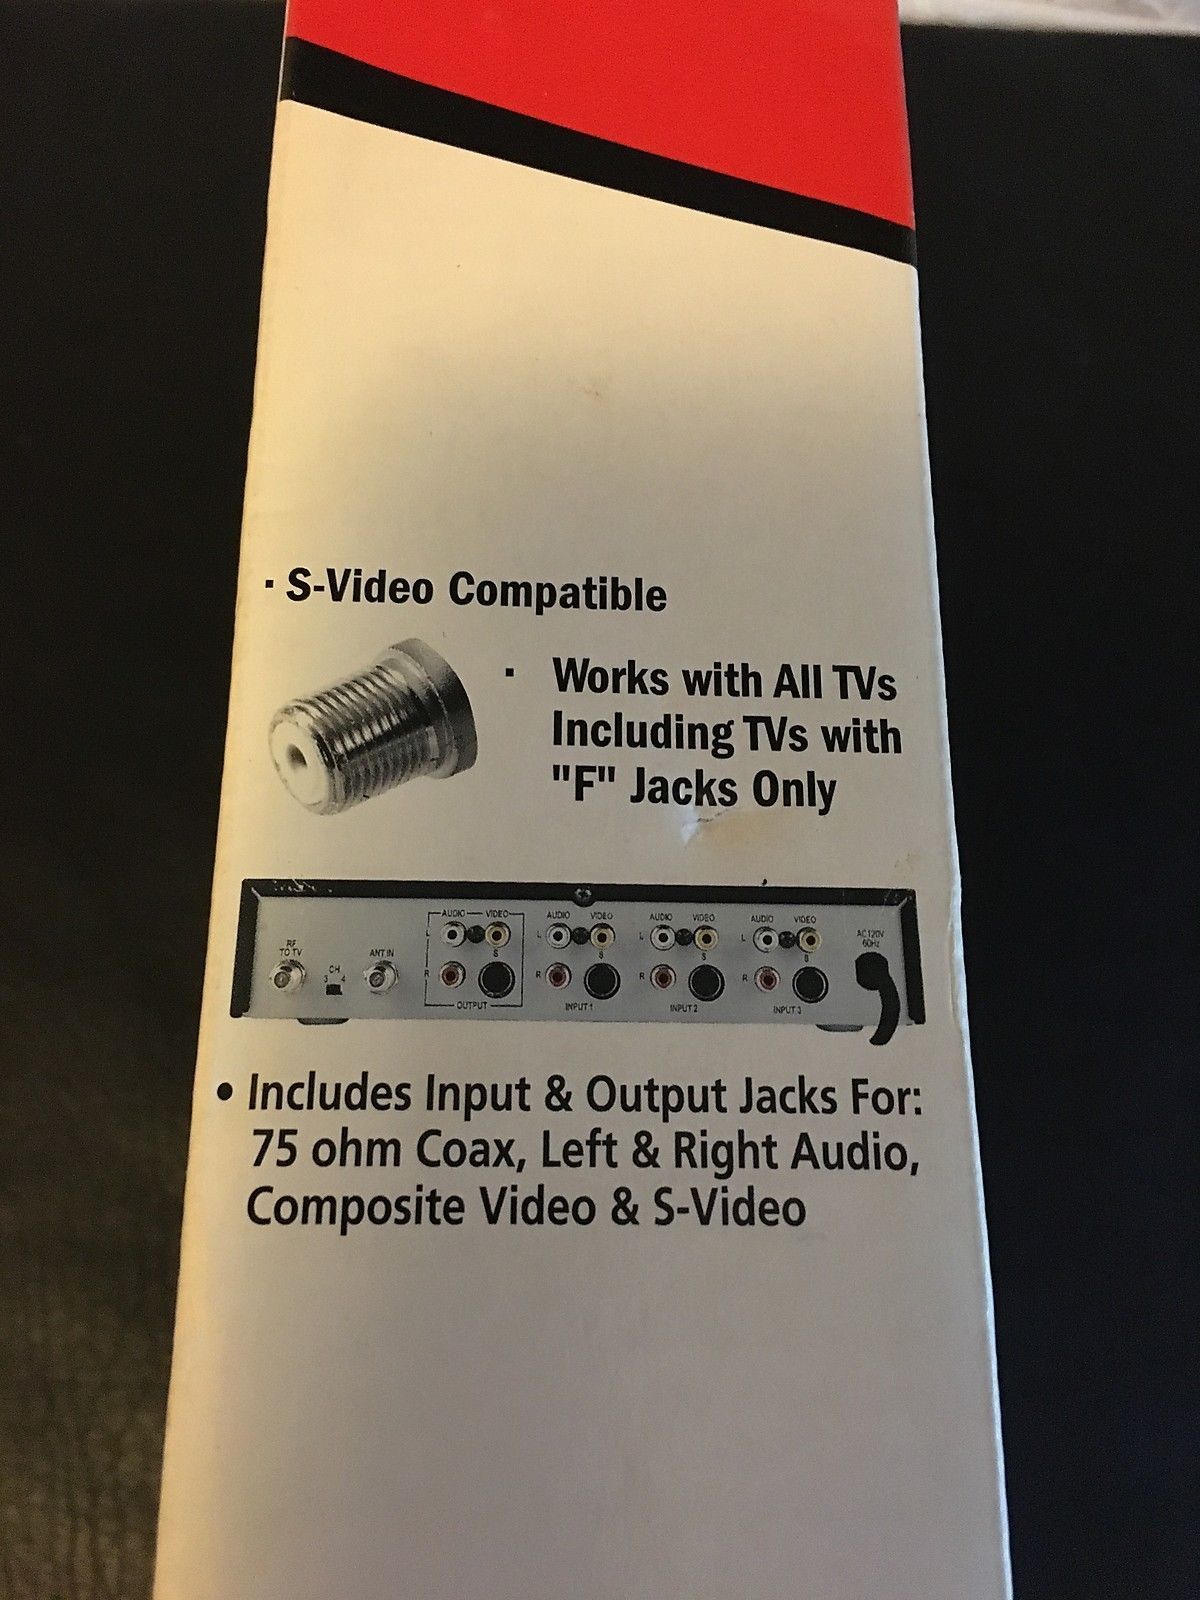 · S-Video Compatible
· Works with All TVs
Including TVs with
"F" Jacks Only
RF
TO TV
CH
3 4
ANT IN
AUDIO VIDEO
L
S
R
OUTPUT
AUDIO VIDEO
L
S
R
INPUT 1
AUDIO VIDEO
L
S
R
INPUT 2
AUDIO VIDEO
L
S
R
INPUT 3
AC 120V
60Hz
• Includes Input & Output Jacks For:
75 ohm Coax, Left & Right Audio,
Composite Video & S-Video